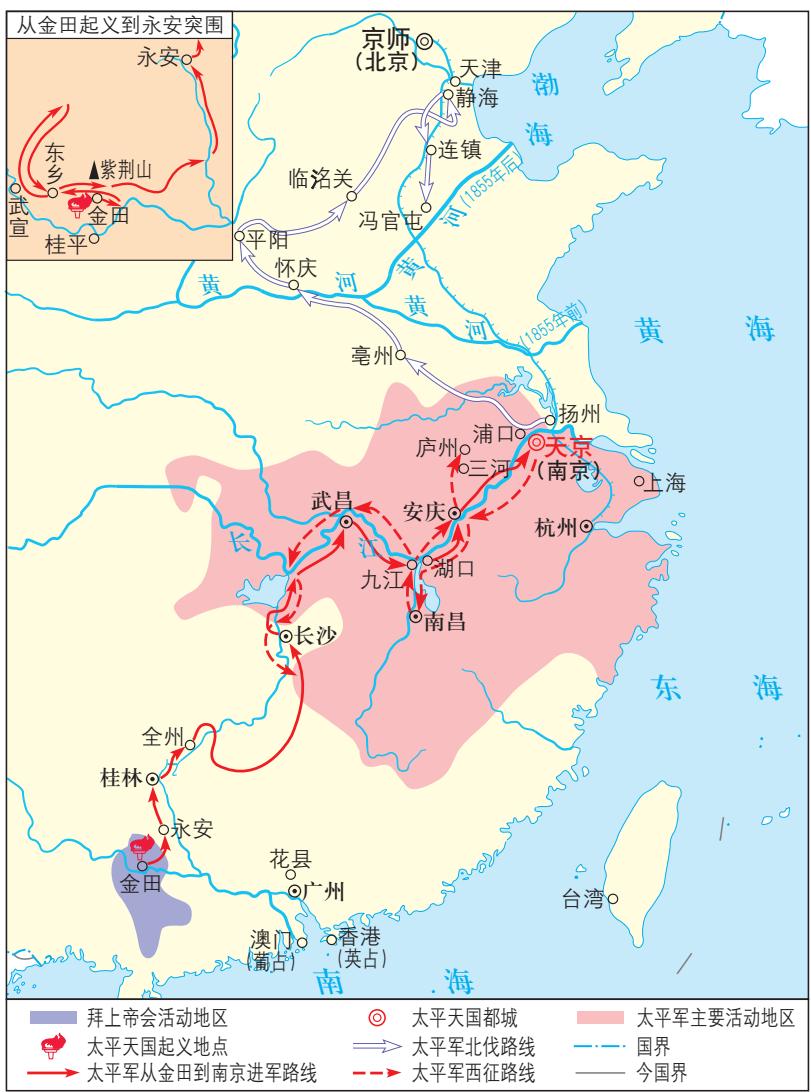 从金田起义到永安突围
永安
东乡
紫荆山
武宣
金田
桂平
京师
(北京)
天津
静海
渤海
连镇
临洺关
冯官屯
黄河
(1855年后)
平阳
怀庆
黄河
黄河
(1855年前)
黄海
亳州
扬州
浦口
天京
(南京)
庐州
三河
上海
武昌
安庆
杭州
长江
九江
湖口
南昌
长沙
东海
全州
桂林
永安
金田
花县
广州
台湾
澳门
(葡占)
香港
(英占)
南海
拜上帝会活动地区
太平天国都城
太平军主要活动地区
太平天国起义地点
太平军北伐路线
国界
太平军从金田到南京进军路线
太平军西征路线
今国界